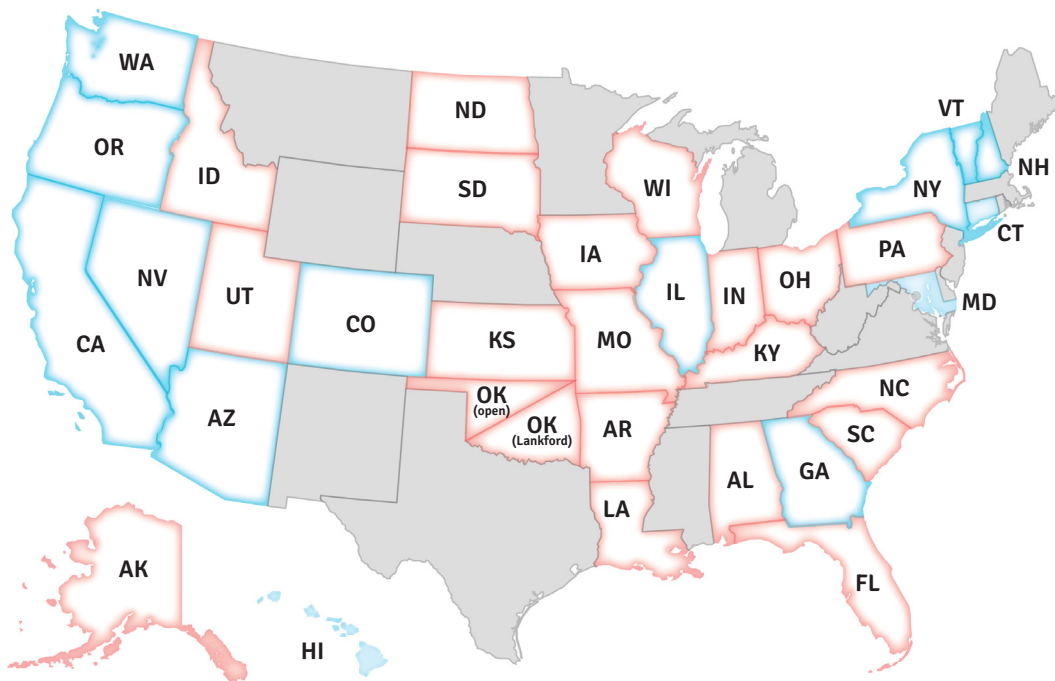 WA
ND
VT
OR
NH
ID
SD
WI
NY
CT
PA
IA
NV
OH
UT
IL
IN
MD
CO
CA
KS
MO
KY
NC
OK
(open)
AZ
OK
(Lankford)
AR
SC
AL
GA
LA
AK
FL
HI